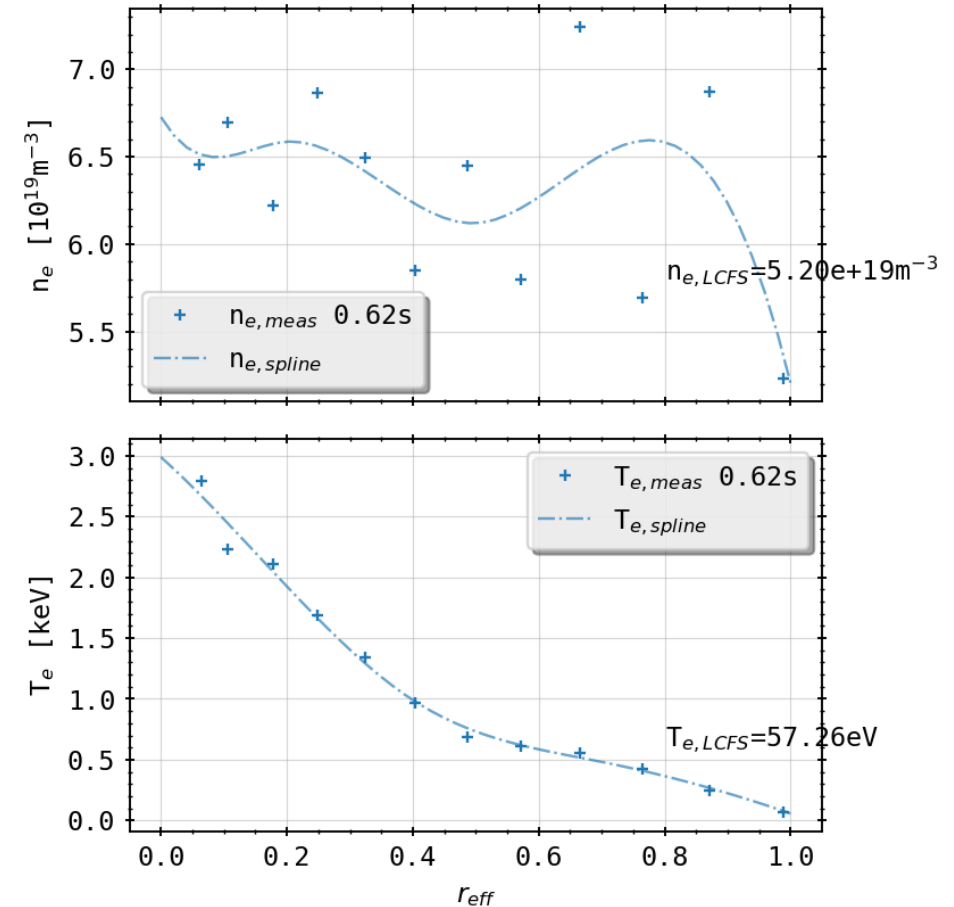 7.0
6.5
6.0
5.5
n_e [10^19 m^−3]
n_e,LCFS=5.20e+19m^−3
n_e,meas 0.62s
n_e,spline
3.0
2.5
2.0
1.5
1.0
0.5
0.0
T_e [keV]
T_e,meas 0.62s
T_e,spline
T_e,LCFS=57.26eV
0.0 0.2 0.4 0.6 0.8 1.0
r_eff